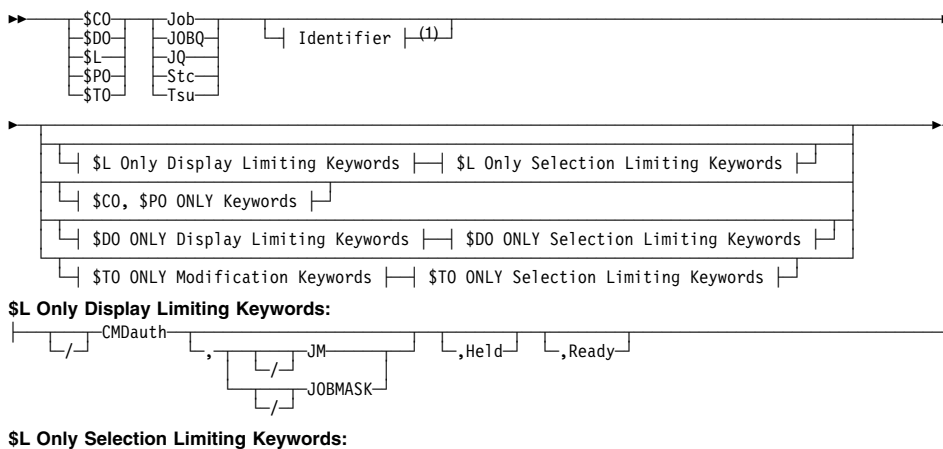 $CO Job
$DO JOBQ Identifier (1)
$L JQ
$PO Stc
$TO Tsu
$L Only Display Limiting Keywords $L Only Selection Limiting Keywords
$CO, $PO ONLY Keywords
$DO ONLY Display Limiting Keywords $DO ONLY Selection Limiting Keywords
$TO ONLY Modification Keywords $TO ONLY Selection Limiting Keywords
$L Only Display Limiting Keywords:
CMDauth
/ , JM ,Held ,Ready
/
JOBMASK
/
$L Only Selection Limiting Keywords: